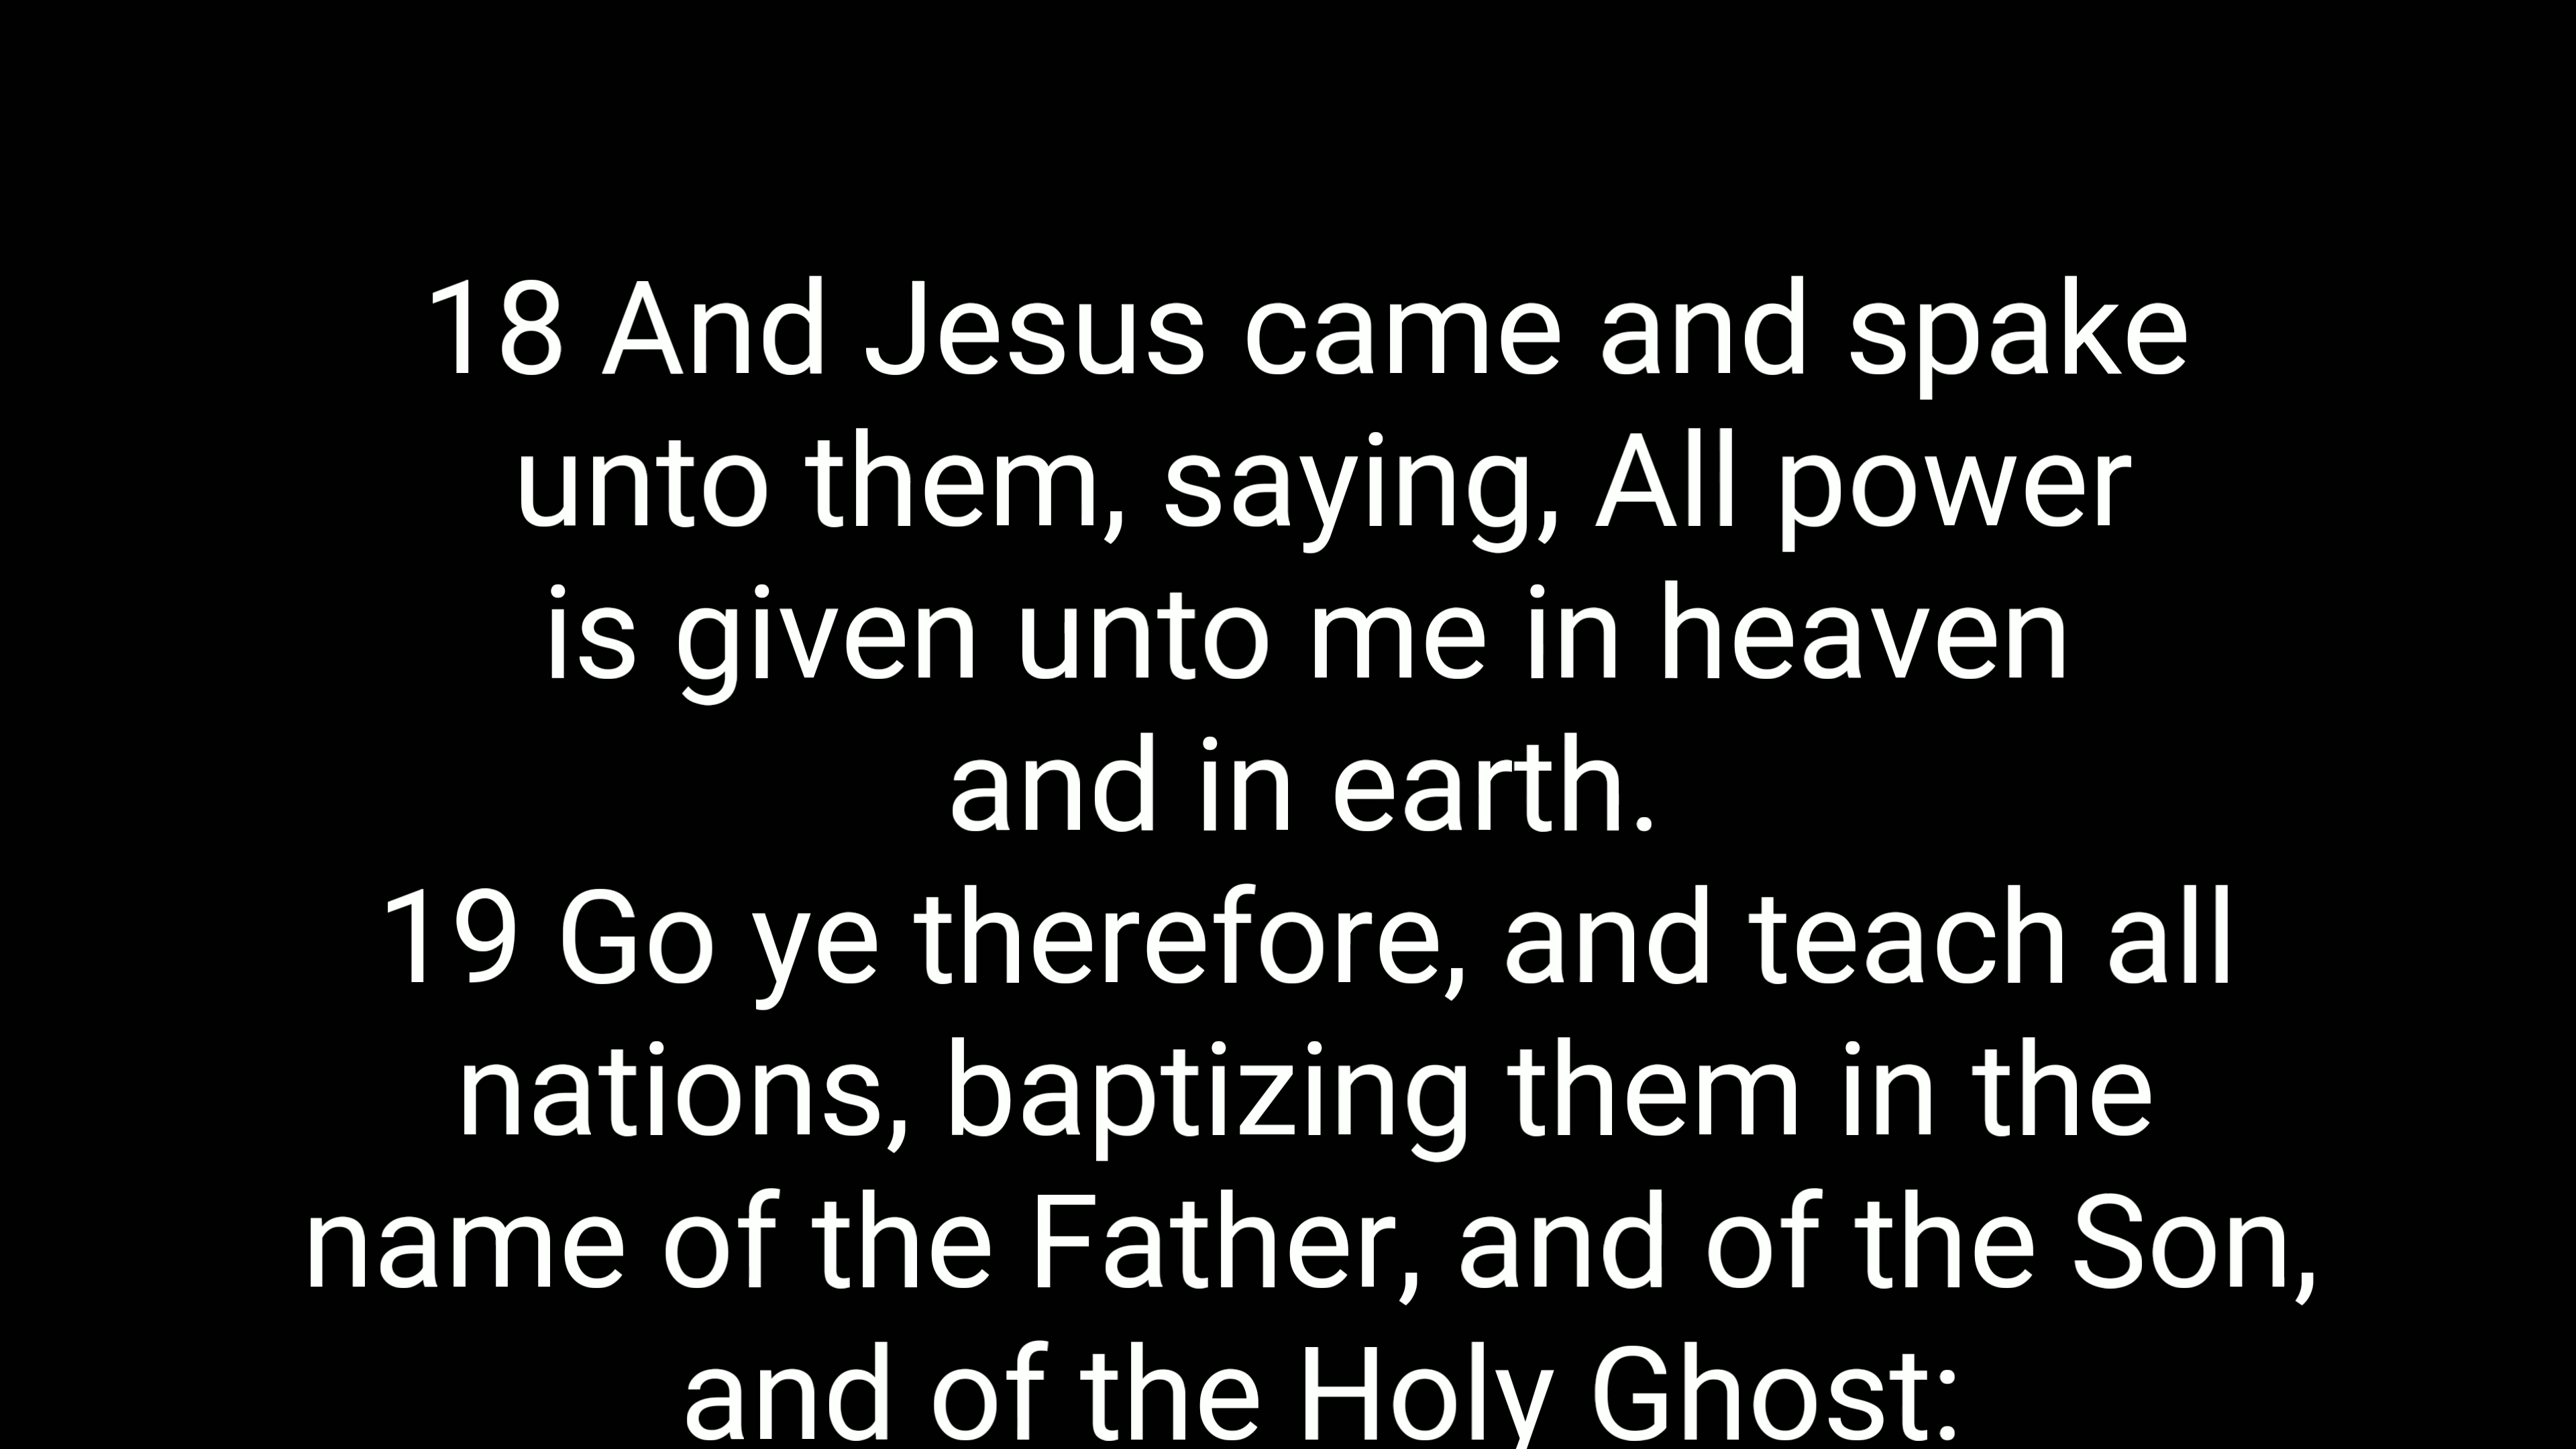 18 And Jesus came and spake
unto them, saying, All power
is given unto me in heaven
and in earth.
19 Go ye therefore, and teach all
nations, baptizing them in the
name of the Father, and of the Son,
and of the Holy Ghost: